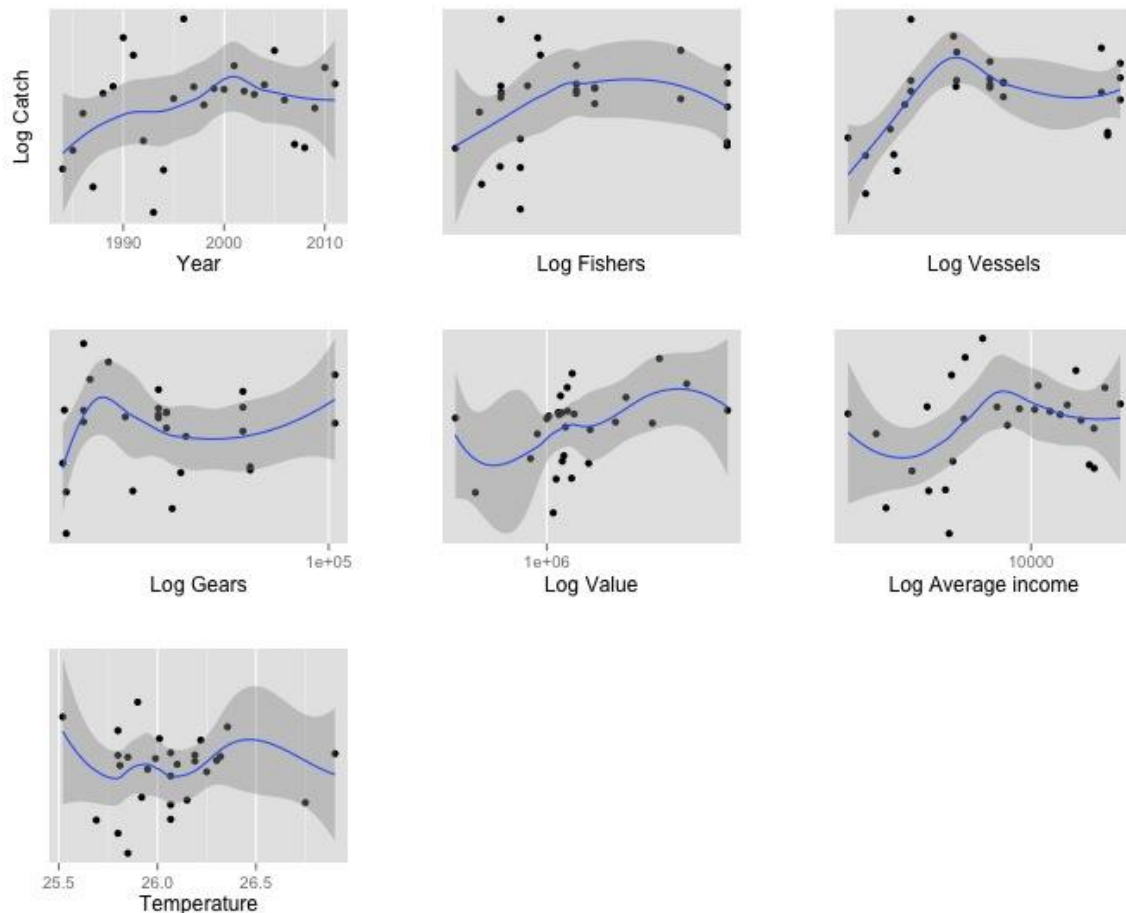 Log Catch
1990 2000 2010
Year
Log Fishers
Log Vessels
1e+05
Log Gears
1e+06
Log Value
10000
Log Average income
25.5 26.0 26.5
Temperature